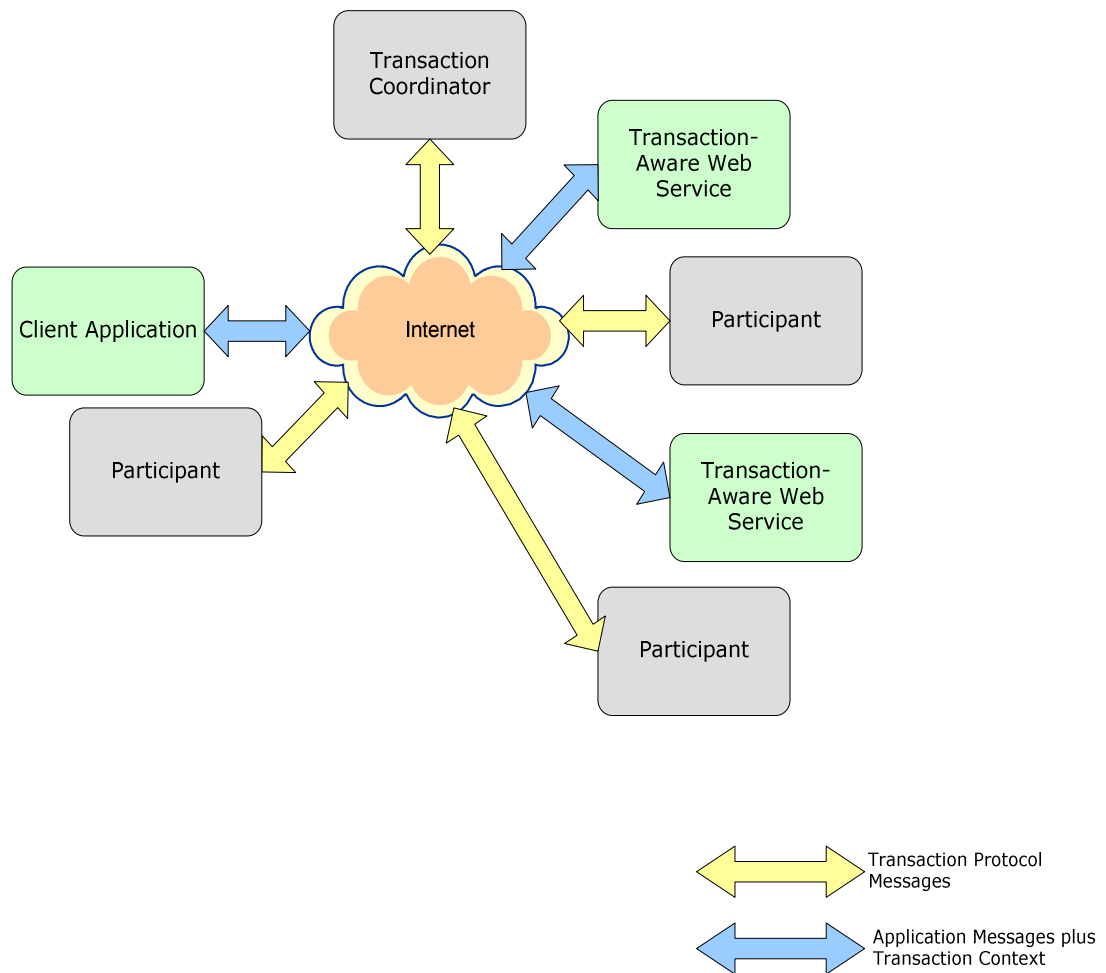 Transaction
Coordinator
Transaction-
Aware Web
Service
Client Application
Internet
Participant
Participant
Transaction-
Aware Web
Service
Participant
Transaction Protocol
Messages
Application Messages plus
Transaction Context